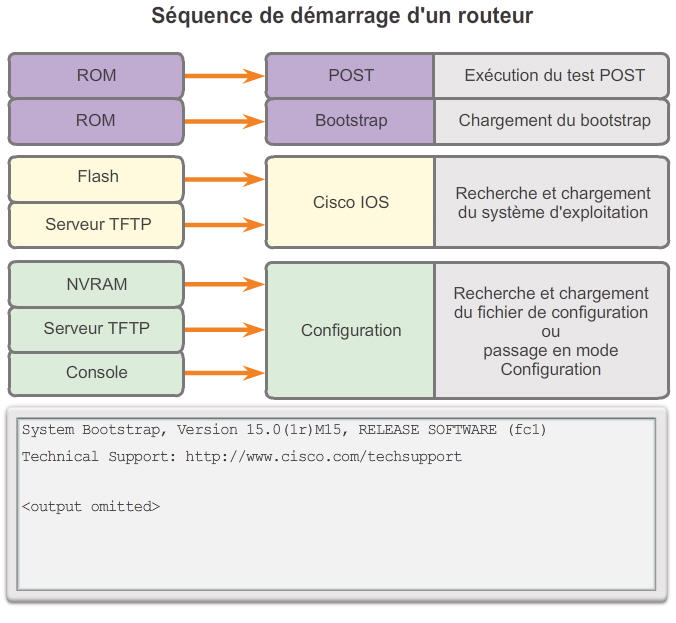 Séquence de démarrage d'un routeur
ROM
POST
Exécution du test POST
ROM
Bootstrap
Chargement du bootstrap
Flash
Serveur TFTP
Cisco IOS
Recherche et chargement
du système d'exploitation
NVRAM
Serveur TFTP
Console
Configuration
Recherche et chargement
du fichier de configuration
ou
passage en mode
Configuration
System Bootstrap, Version 15.0(1r)M15, RELEASE SOFTWARE (fc1)
Technical Support: http://www.cisco.com/techsupport
<output omitted>